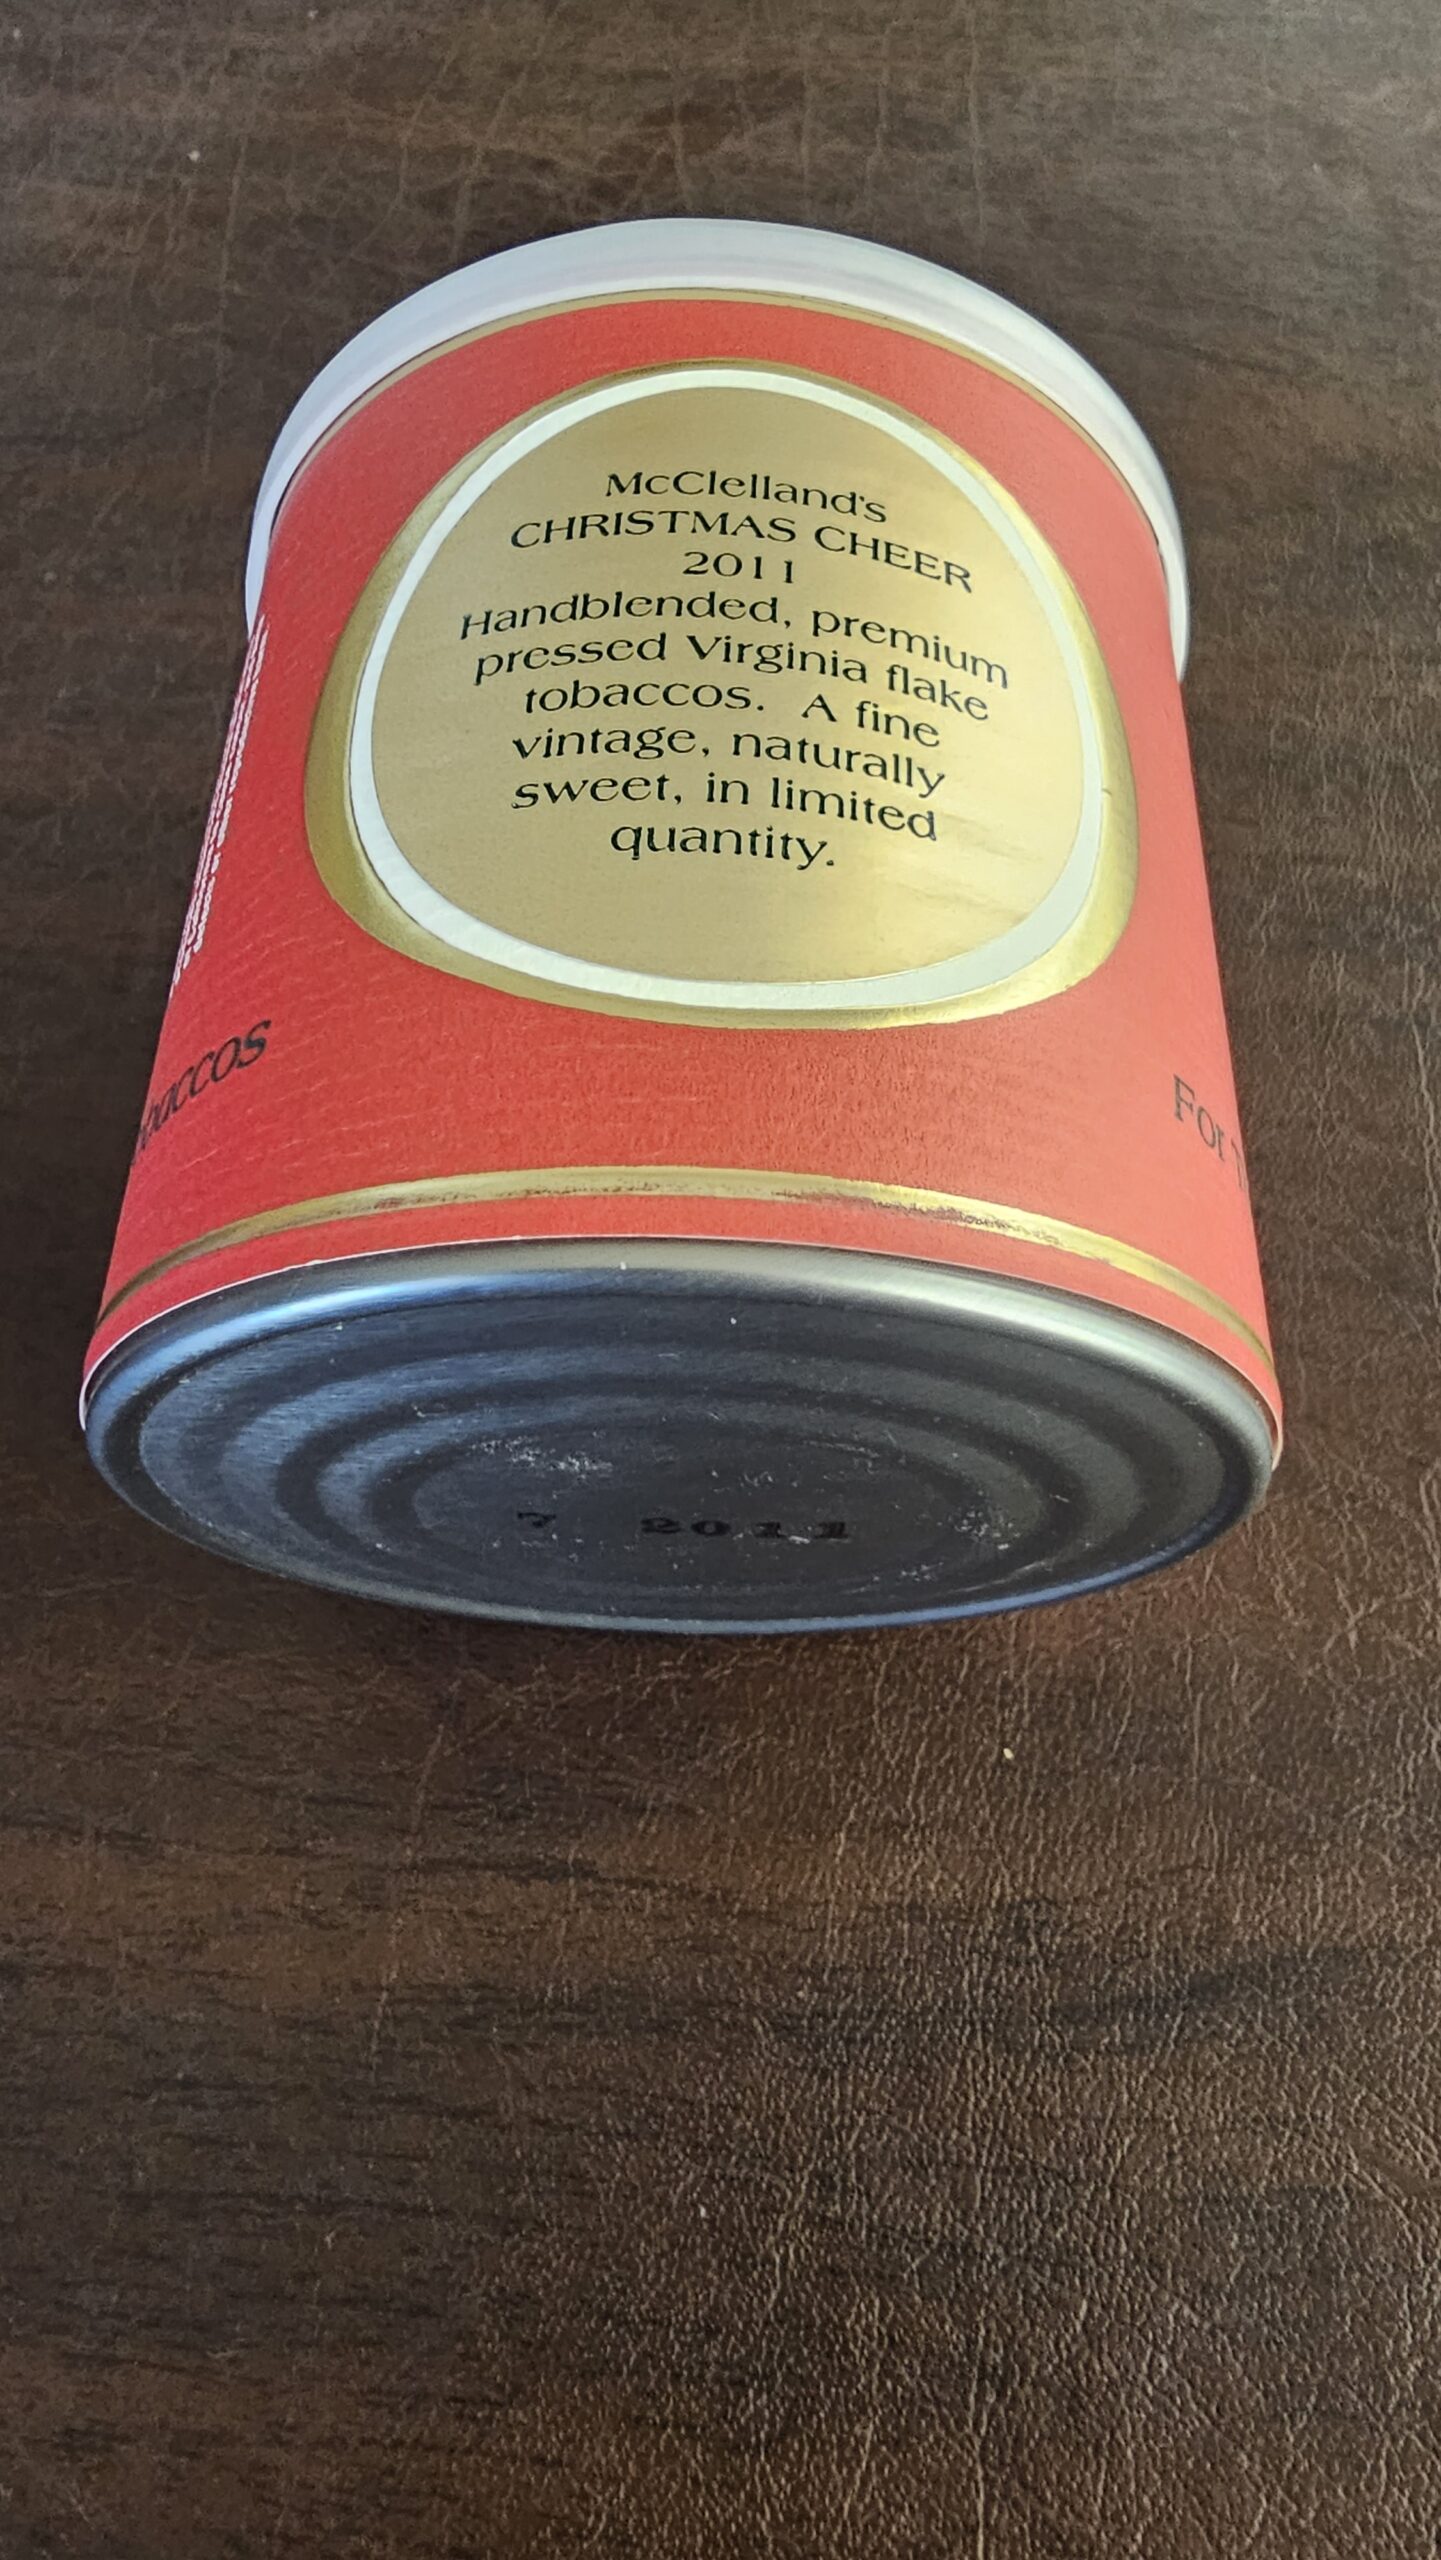 McClelland's
CHRISTMAS CHEER
2011
Handblended, premium
pressed Virginia flake
tobaccos. A fine
vintage, naturally
sweet, in limited
quantity.
For
7 2011